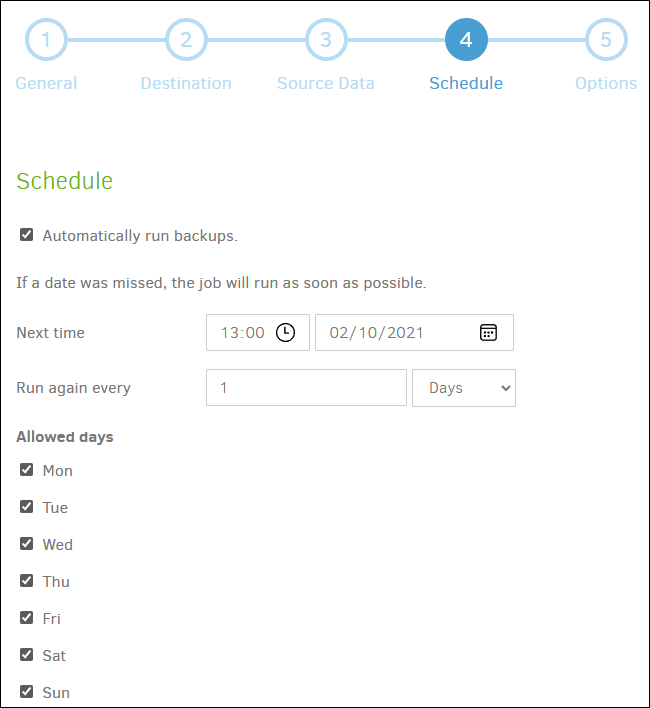 1 2 3 4 5
General Destination Source Data Schedule Options
Schedule
Automatically run backups.
If a date was missed, the job will run as soon as possible.
Next time 13:00 02/10/2021
Run again every 1 Days
Allowed days
Mon
Tue
Wed
Thu
Fri
Sat
Sun